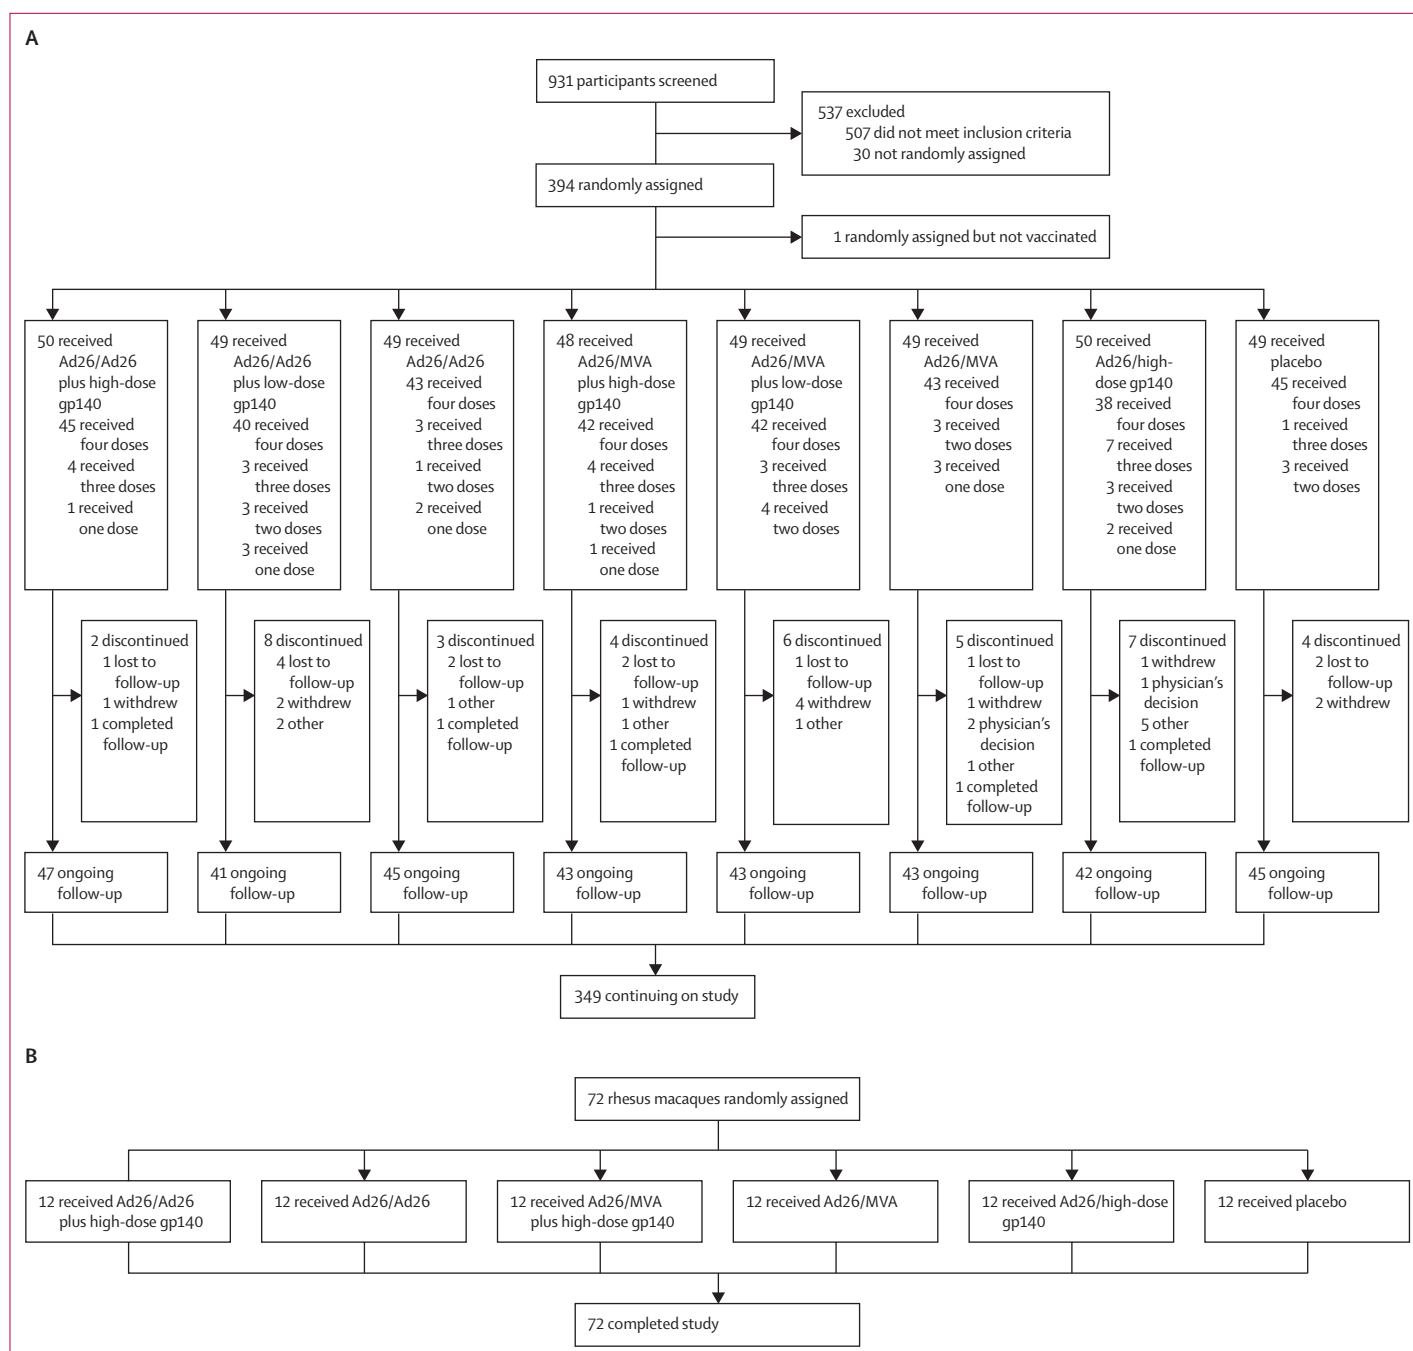 A
931 participants screened
537 excluded
507 did not meet inclusion criteria
30 not randomly assigned
394 randomly assigned
1 randomly assigned but not vaccinated
50 received
Ad26/Ad26
plus high-dose
gp140
45 received
four doses
4 received
three doses
1 received
one dose
49 received
Ad26/Ad26
plus low-dose
gp140
40 received
four doses
3 received
three doses
3 received
two doses
3 received
one dose
49 received
Ad26/Ad26
43 received
four doses
3 received
three doses
1 received
two doses
2 received
one dose
48 received
Ad26/MVA
plus high-dose
gp140
42 received
four doses
4 received
three doses
1 received
two doses
1 received
one dose
49 received
Ad26/MVA
plus low-dose
gp140
42 received
four doses
3 received
three doses
4 received
two doses
49 received
Ad26/MVA
43 received
four doses
3 received
two doses
3 received
one dose
50 received
Ad26/high-
dose gp140
38 received
four doses
7 received
three doses
3 received
two doses
2 received
one dose
49 received
placebo
45 received
four doses
1 received
three doses
3 received
two doses
2 discontinued
1 lost to
follow-up
1 withdrew
1 completed
follow-up
8 discontinued
4 lost to
follow-up
2 withdrew
2 other
3 discontinued
2 lost to
follow-up
1 other
1 completed
follow-up
4 discontinued
2 lost to
follow-up
1 withdrew
1 other
1 completed
follow-up
6 discontinued
1 lost to
follow-up
4 withdrew
1 other
5 discontinued
1 lost to
follow-up
1 withdrew
2 physician's
decision
1 other
1 completed
follow-up
7 discontinued
1 withdrew
1 physician's
decision
5 other
1 completed
follow-up
4 discontinued
2 lost to
follow-up
2 withdrew
47 ongoing
follow-up
41 ongoing
follow-up
45 ongoing
follow-up
43 ongoing
follow-up
43 ongoing
follow-up
43 ongoing
follow-up
42 ongoing
follow-up
45 ongoing
follow-up
349 continuing on study
B
72 rhesus macaques randomly assigned
12 received Ad26/Ad26
plus high-dose gp140
12 received Ad26/Ad26
12 received Ad26/MVA
plus high-dose gp140
12 received Ad26/MVA
12 received Ad26/high-dose
gp140
12 received placebo
72 completed study